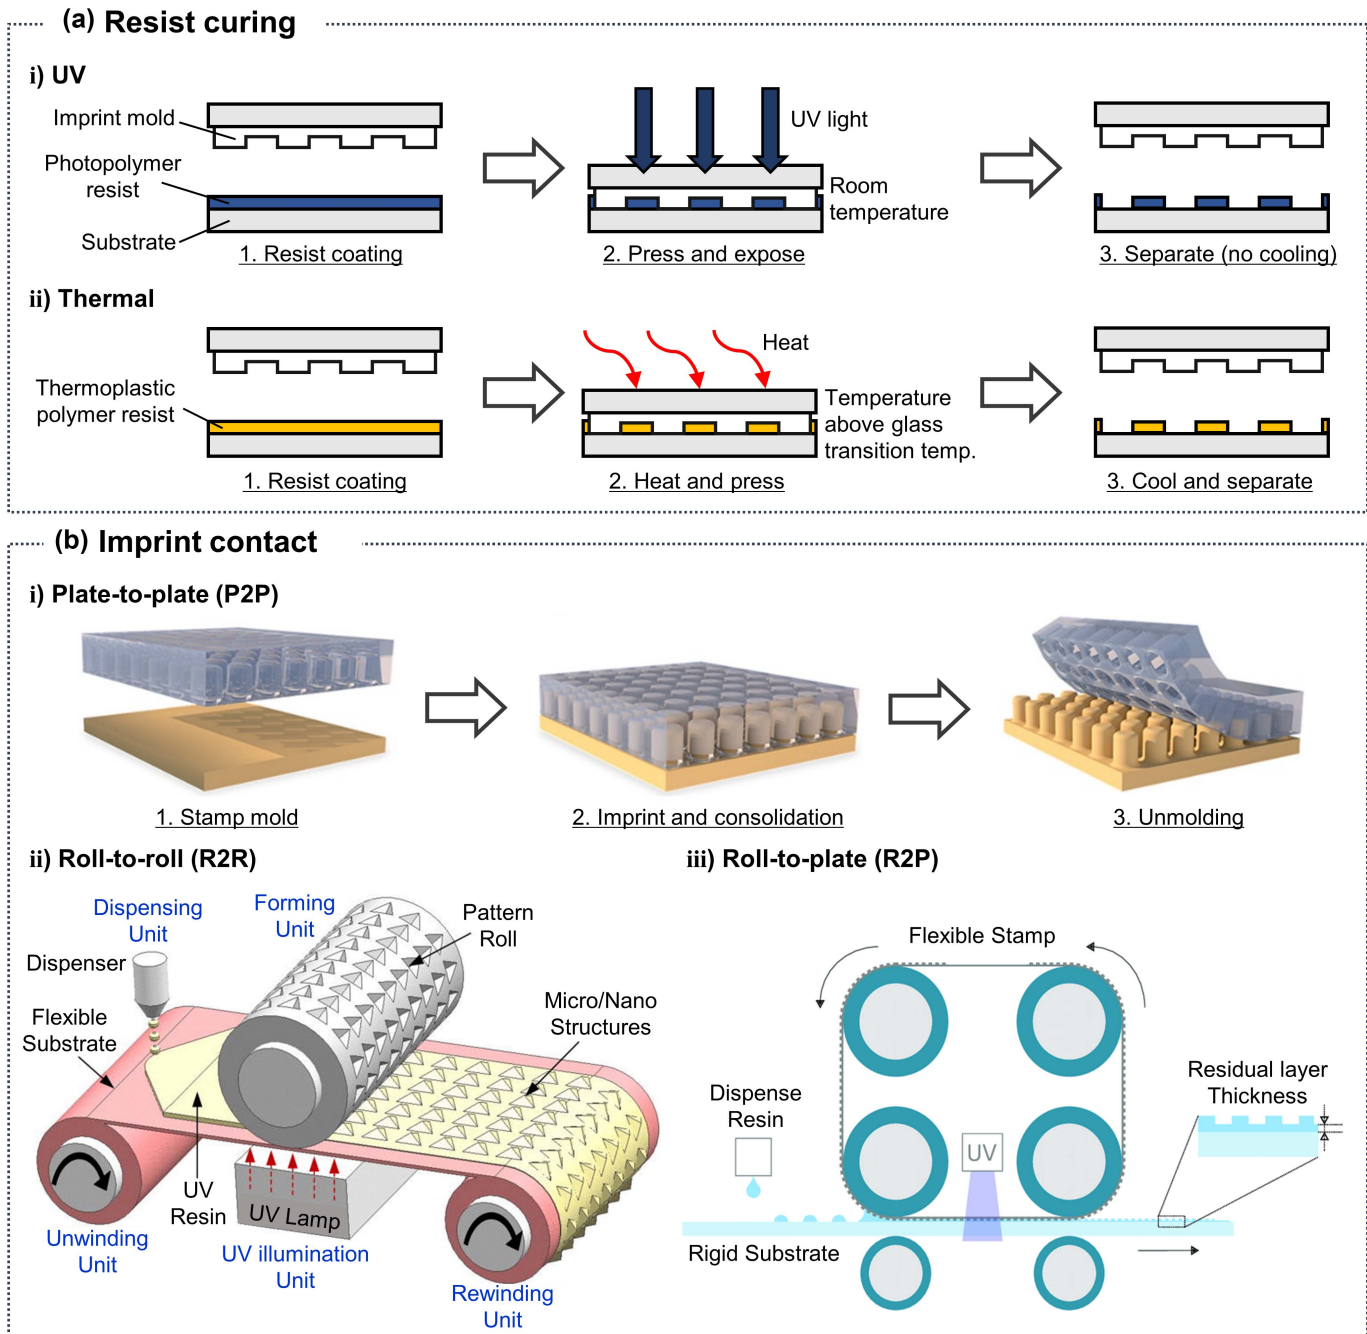 (a) Resist curing
i) UV
Imprint mold
Photopolymer
resist
Substrate
1. Resist coating
UV light
Room
temperature
2. Press and expose
3. Separate (no cooling)
ii) Thermal
Thermoplastic
polymer resist
1. Resist coating
Heat
Temperature
above glass
transition temp.
2. Heat and press
3. Cool and separate
(b) Imprint contact
i) Plate-to-plate (P2P)
1. Stamp mold
2. Imprint and consolidation
3. Unmolding
ii) Roll-to-roll (R2R)
Dispensing
Unit
Dispenser
Flexible
Substrate
Forming
Unit
Pattern
Roll
Micro/Nano
Structures
UV
Resin
UV Lamp
Unwinding
Unit
UV illumination
Unit
Rewinding
Unit
iii) Roll-to-plate (R2P)
Flexible Stamp
Dispense
Resin
UV
Residual layer
Thickness
Rigid Substrate